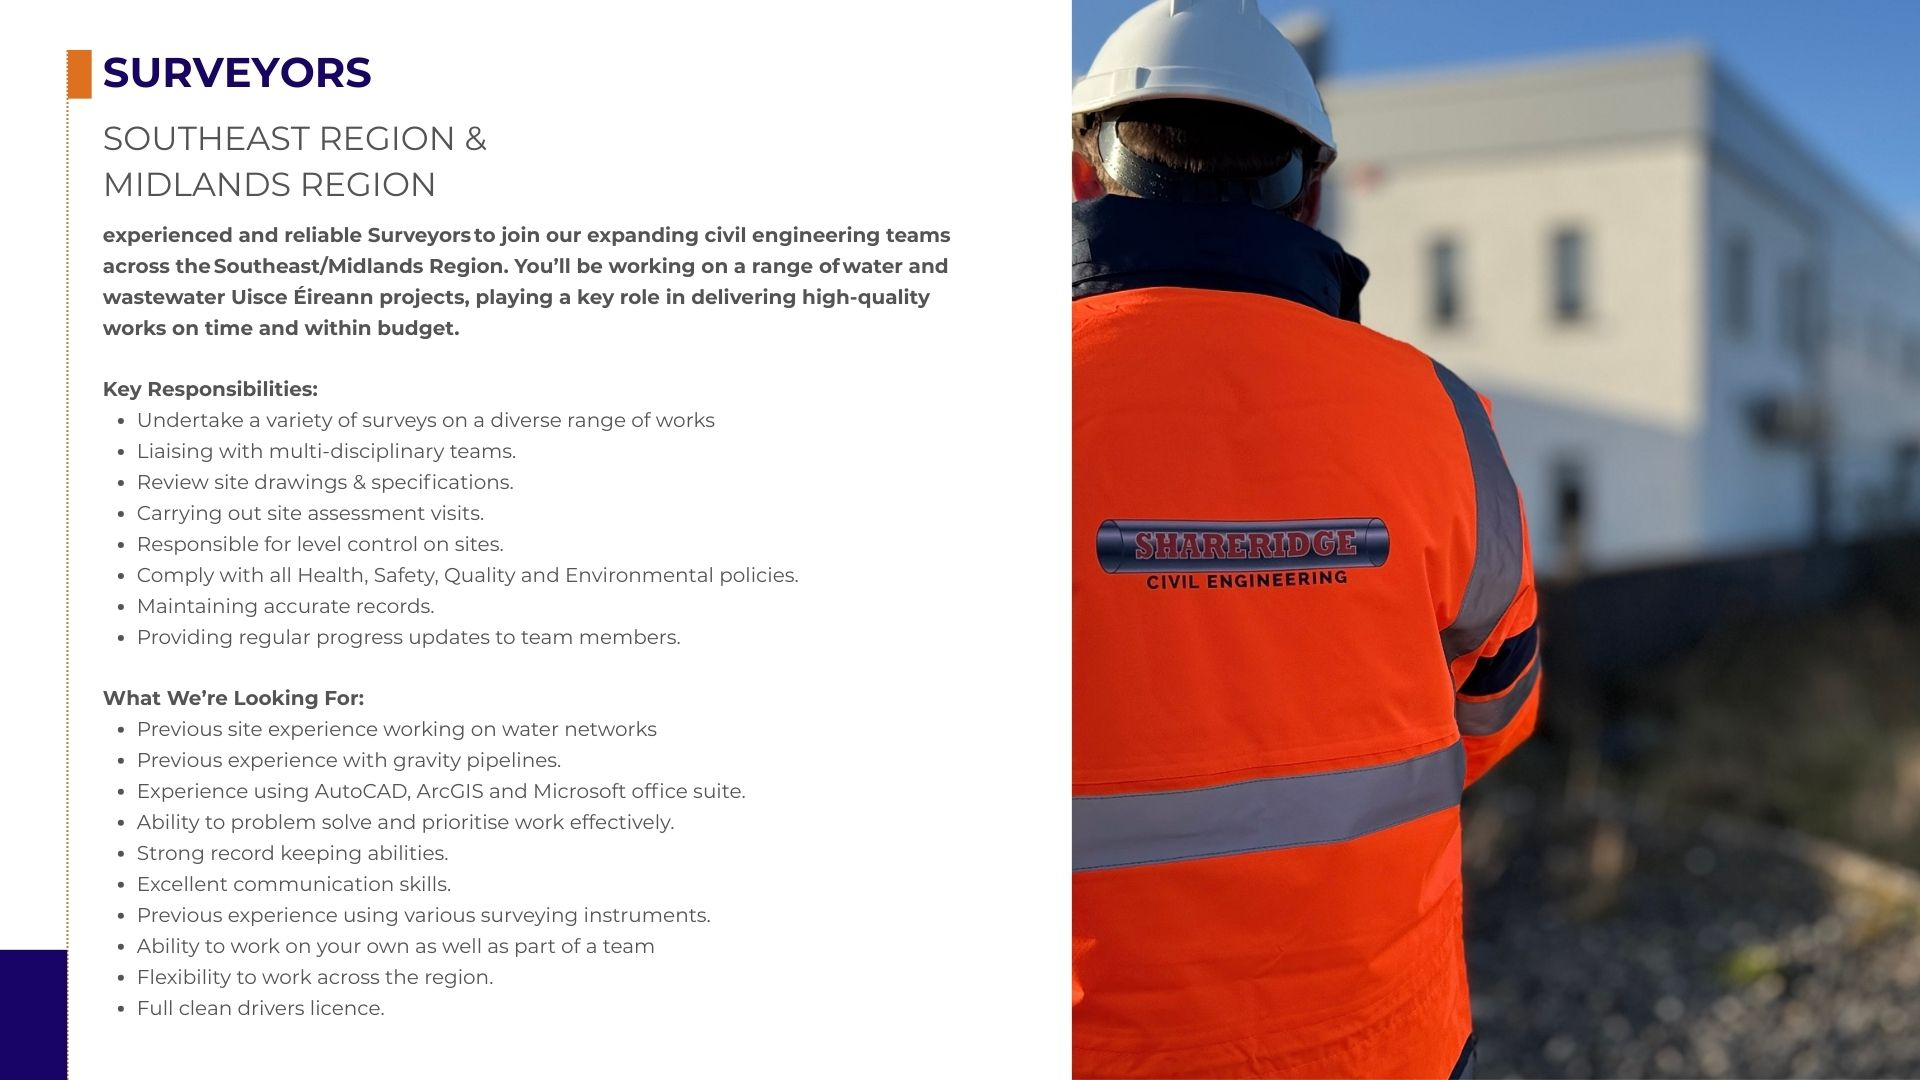 SURVEYORS
SOUTHEAST REGION &
MIDLANDS REGION
experienced and reliable Surveyors to join our expanding civil engineering teams
across the Southeast/Midlands Region. You’ll be working on a range of water and
wastewater Uisce Éireann projects, playing a key role in delivering high-quality
works on time and within budget.
Key Responsibilities:
• Undertake a variety of surveys on a diverse range of works
• Liaising with multi-disciplinary teams.
• Review site drawings & specifications.
• Carrying out site assessment visits.
• Responsible for level control on sites.
• Comply with all Health, Safety, Quality and Environmental policies.
• Maintaining accurate records.
• Providing regular progress updates to team members.
What We’re Looking For:
• Previous site experience working on water networks
• Previous experience with gravity pipelines.
• Experience using AutoCAD, ArcGIS and Microsoft office suite.
• Ability to problem solve and prioritise work effectively.
• Strong record keeping abilities.
• Excellent communication skills.
• Previous experience using various surveying instruments.
• Ability to work on your own as well as part of a team
• Flexibility to work across the region.
• Full clean drivers licence.
SHARERIDGE
CIVIL ENGINEERING